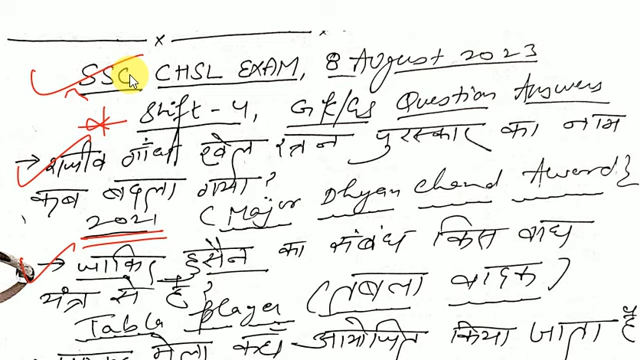 SSC CHSL EXAM, 8 August 2023
Shift-4, GK/GS Question Answers
→ राजीव गांधी खेल रत्न पुरस्कार का नाम
कब बदला गया?
2021 (Major Dhyan Chand Award)
→ जाकिर हुसैन का संबंध किस वाद्य
यंत्र से है?
Tabla Player (तबला वादक)
मेला कहाँ आयोजित किया जाता है